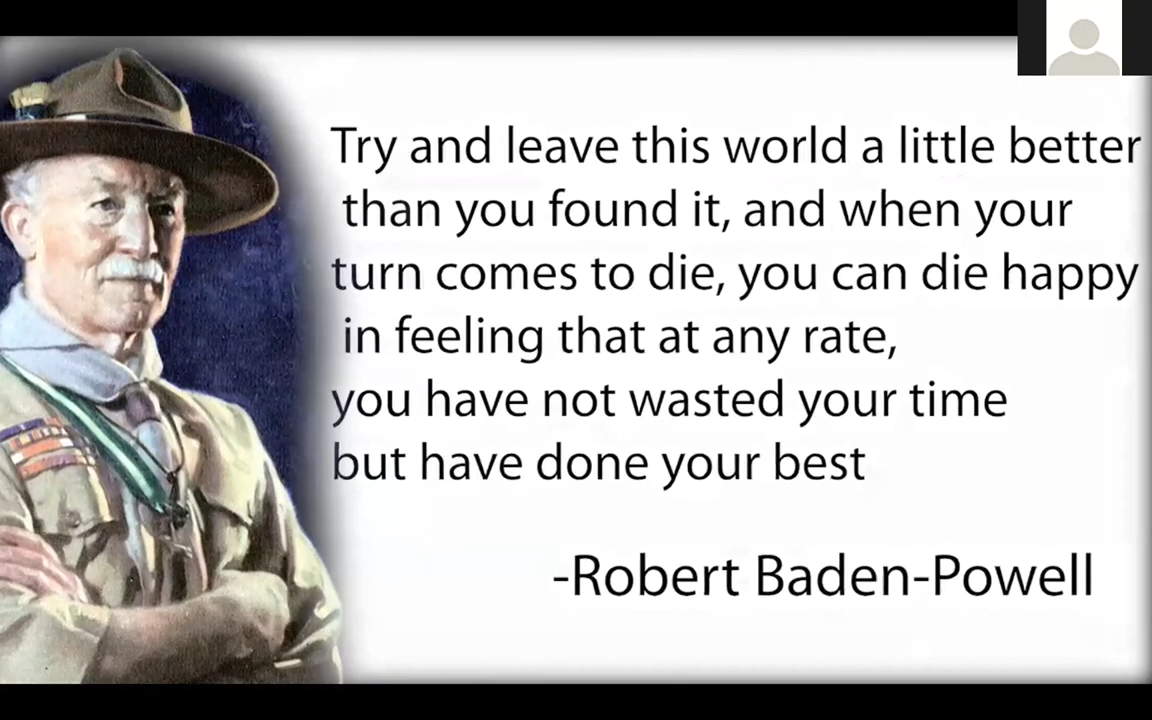 Try and leave this world a little better
than you found it, and when your
turn comes to die, you can die happy
in feeling that at any rate,
you have not wasted your time
but have done your best
-Robert Baden-Powell